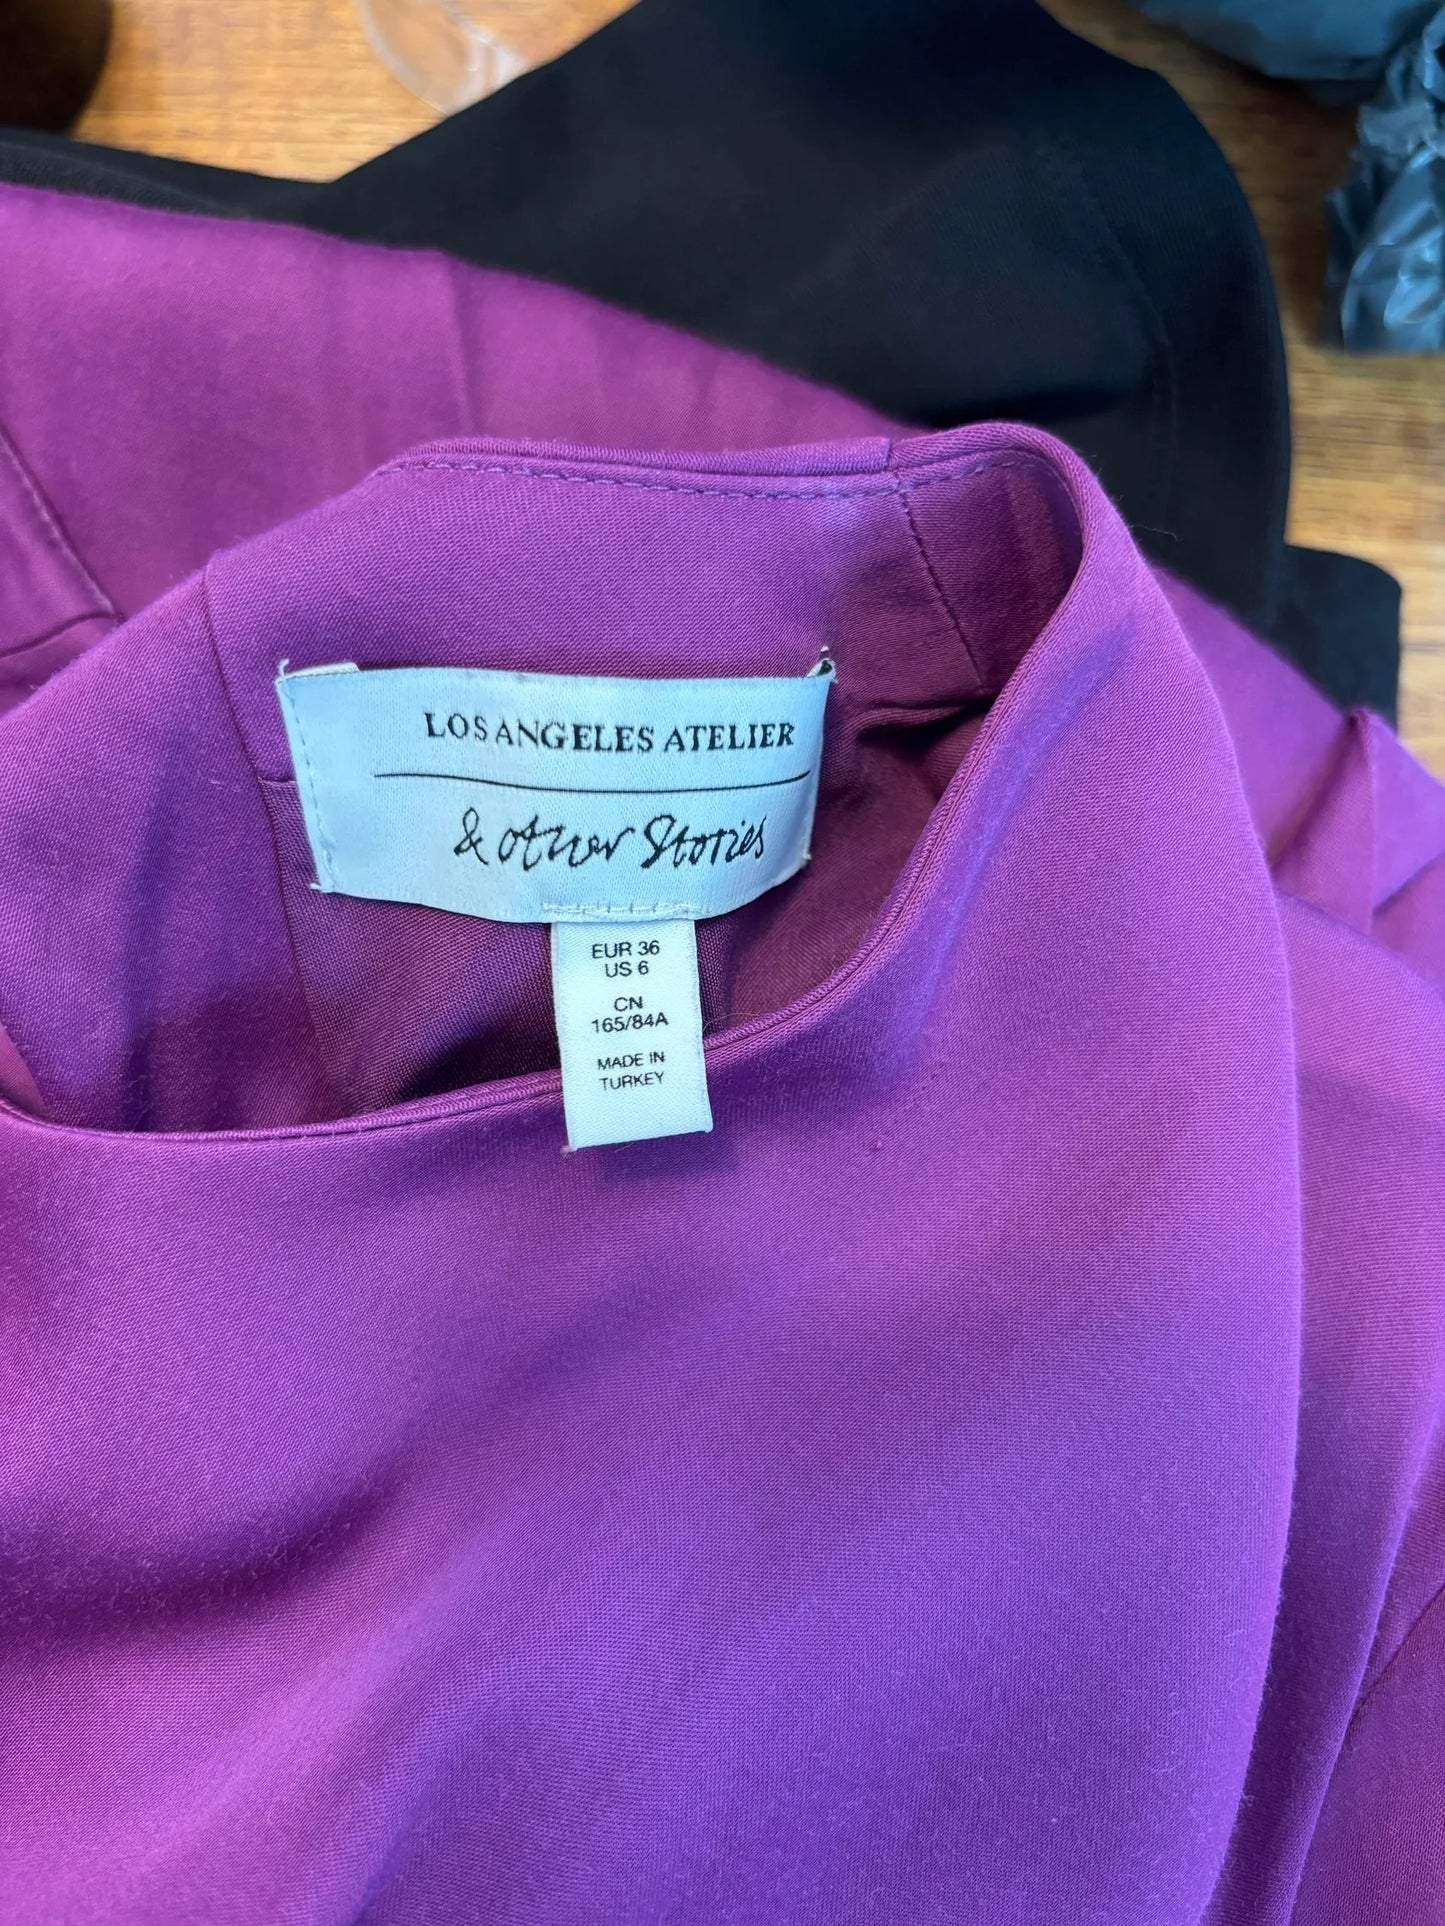 LOS ANGELES ATELIER
& other Stories
EUR 36
US 6
CN
165/84A
MADE IN
TURKEY